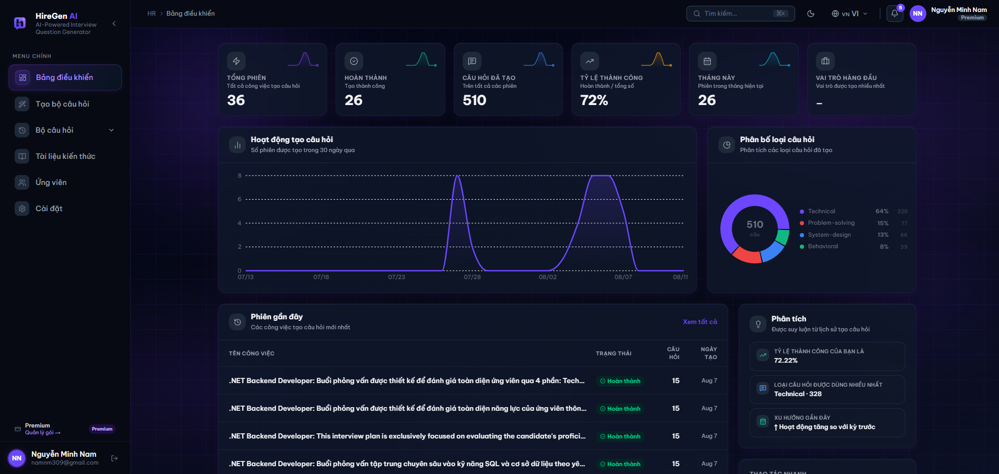 HireGen AI
AI-Powered Interview
Question Generator
MENU CHÍNH
Bảng điều khiển
Tạo bộ câu hỏi
Bộ câu hỏi
Tài liệu kiến thức
Ứng viên
Cài đặt
Premium
Quản lý gói →
Premium
NN
Nguyễn Minh Nam
namnm309@gmail.com
HR > Bảng điều khiển
Tìm kiếm...
⌘K
VN VI
5
NN
Nguyễn Minh Nam
Premium
TỔNG PHIÊN
Tất cả công việc tạo câu hỏi
36
HOÀN THÀNH
Tạo thành công
26
CÂU HỎI ĐÃ TẠO
Trên tất cả các phiên
510
TỶ LỆ THÀNH CÔNG
Hoàn thành / tổng số
72%
THÁNG NÀY
Phiên trong tháng hiện tại
26
VAI TRÒ HÀNG ĐẦU
Vai trò được tạo nhiều nhất
–
Hoạt động tạo câu hỏi
Số phiên được tạo trong 30 ngày qua
8
6
4
2
0
07/13 07/18 07/23 07/28 08/02 08/07 08/11
Phân bố loại câu hỏi
Phân tích các loại câu hỏi đã tạo
510
câu
Technical 64% 328
Problem-solving 15% 77
System-design 13% 66
Behavioral 8% 39
Phiên gần đây
Các công việc tạo câu hỏi mới nhất
Xem tất cả
TÊN CÔNG VIỆC TRẠNG THÁI CÂU HỎI NGÀY TẠO
.NET Backend Developer: Buổi phỏng vấn được thiết kế để đánh giá toàn diện ứng viên qua 4 phần: Tech... Hoàn thành 15 Aug 7
.NET Backend Developer: Buổi phỏng vấn được thiết kế để đánh giá toàn diện năng lực của ứng viên thôn... Hoàn thành 15 Aug 7
.NET Backend Developer: This interview plan is exclusively focused on evaluating the candidate's profici... Hoàn thành 15 Aug 7
.NET Backend Developer: Buổi phỏng vấn tập trung chuyên sâu vào kỹ năng SQL và cơ sở dữ liệu theo yê... Hoàn thành 15 Aug 7
Phân tích
Được suy luận từ lịch sử tạo câu hỏi
TỶ LỆ THÀNH CÔNG CỦA BẠN LÀ
72.22%
LOẠI CÂU HỎI ĐƯỢC DÙNG NHIỀU NHẤT
Technical · 328
XU HƯỚNG GẦN ĐÂY
↑ Hoạt động tăng so với kỳ trước
THAO TÁC NHANH